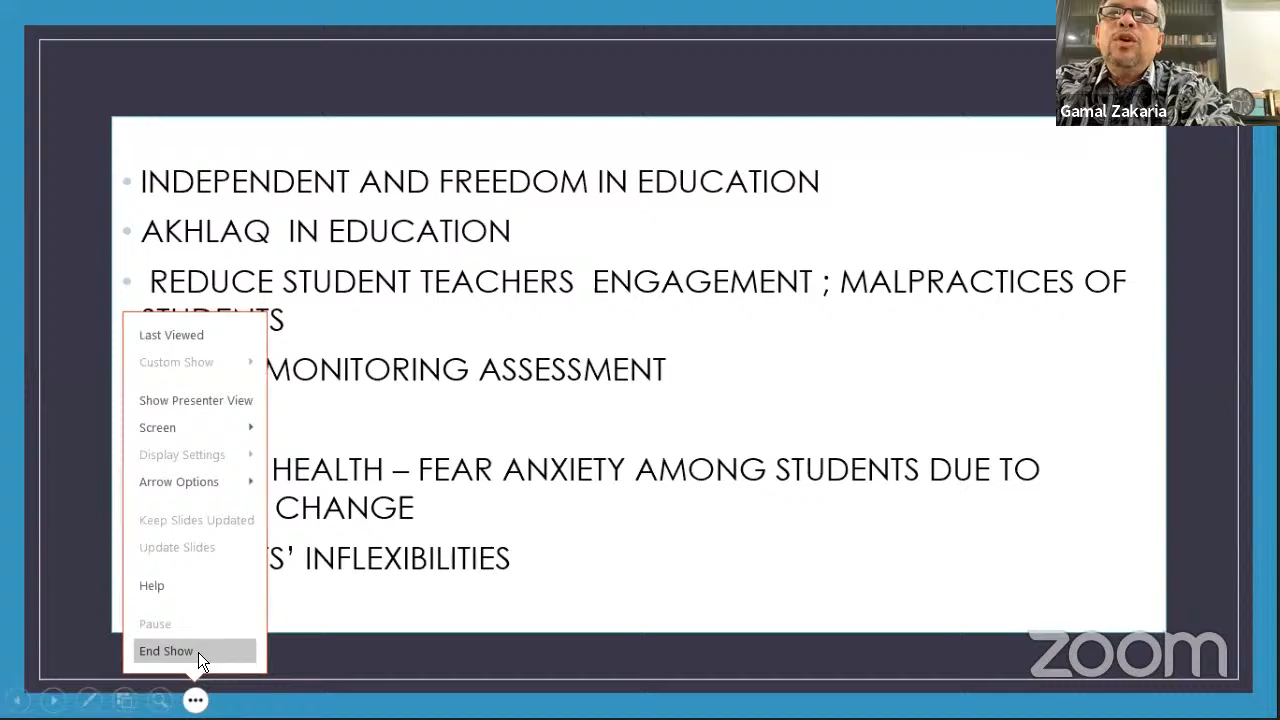 Gamal Zakaria
INDEPENDENT AND FREEDOM IN EDUCATION
AKHLAQ IN EDUCATION
REDUCE STUDENT TEACHERS ENGAGEMENT ; MALPRACTICES OF
STUDENTS
MONITORING ASSESSMENT
HEALTH – FEAR ANXIETY AMONG STUDENTS DUE TO
CHANGE
INFLEXIBILITIES
Last Viewed
Custom Show
Show Presenter View
Screen
Display Settings
Arrow Options
Keep Slides Updated
Update Slides
Help
Pause
End Show
zoom